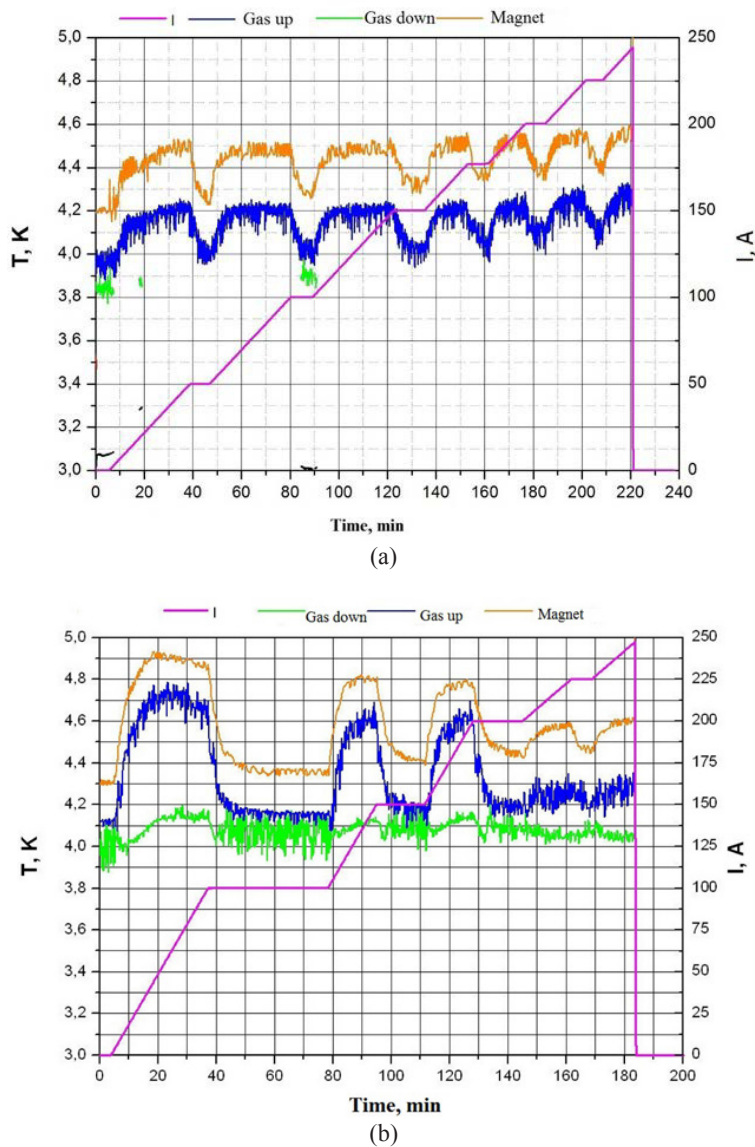 I Gas up Gas down Magnet
5,0 250
4,8
4,6 200
4,4
4,2 150
4,0
3,8 100
3,6
3,4 50
3,2
3,0 0
T, K
I, A
0 20 40 60 80 100 120 140 160 180 200 220 240
Time, min
(a)
I Gas down Gas up Magnet
5,0 250
225
4,8
4,6 200
175
4,4
4,2 150
4,0 125
3,8 100
3,6 75
3,4 50
3,2 25
3,0 0
T, K
I, A
0 20 40 60 80 100 120 140 160 180 200
Time, min
(b)